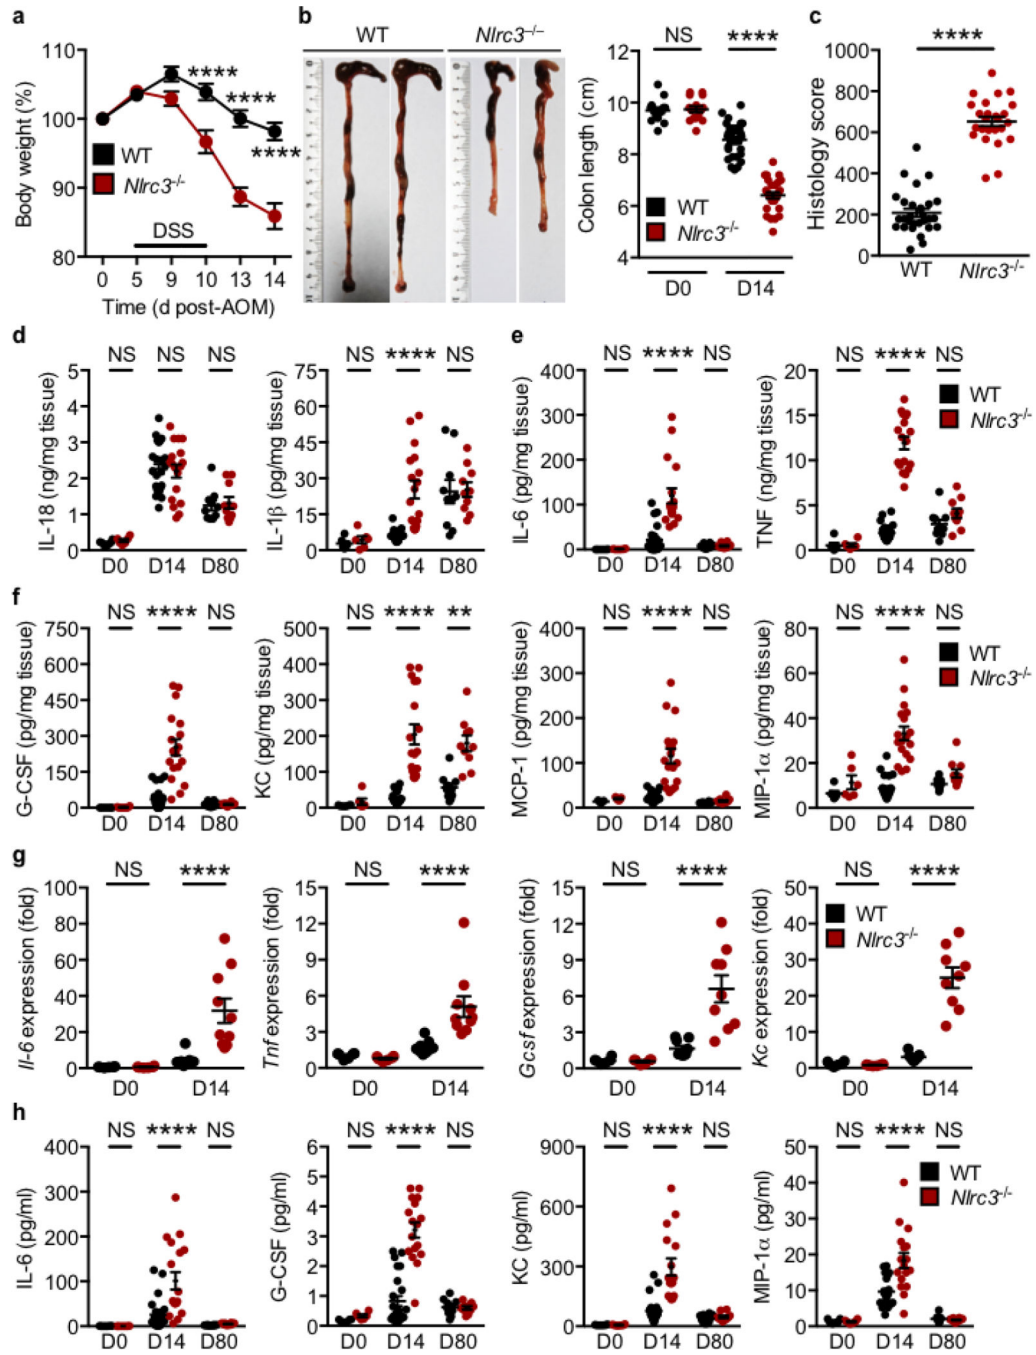 a
Body weight (%)
110
100
90
80
****
****
****
WT
Nlrc3-/-
DSS
0 5 9 10 13 14
Time (d post-AOM)
b
WT Nlrc3–/–
Colon length (cm)
12
10
8
6
4
NS ****
WT
Nlrc3-/-
D0 D14
c
Histology score
1000
800
600
400
200
0
****
WT Nlrc3-/-
d
NS NS NS
IL-18 (ng/mg tissue)
5
4
3
2
1
0
D0 D14 D80
NS **** NS
IL-1β (pg/mg tissue)
75
60
45
30
15
0
D0 D14 D80
e
NS **** NS
IL-6 (pg/mg tissue)
400
300
200
100
0
D0 D14 D80
NS **** NS
TNF (ng/mg tissue)
20
15
10
5
0
D0 D14 D80
WT
Nlrc3-/-
f
NS **** NS
G-CSF (pg/mg tissue)
750
600
450
300
150
0
D0 D14 D80
NS **** **
KC (pg/mg tissue)
500
400
300
200
100
0
D0 D14 D80
NS **** NS
MCP-1 (pg/mg tissue)
400
300
200
100
0
D0 D14 D80
NS **** NS
MIP-1α (pg/mg tissue)
80
60
40
20
0
D0 D14 D80
WT
Nlrc3-/-
g
NS ****
Il-6 expression (fold)
100
80
60
40
20
0
D0 D14
NS ****
Tnf expression (fold)
15
12
9
6
3
0
D0 D14
NS ****
Gcsf expression (fold)
15
12
9
6
3
0
D0 D14
NS ****
Kc expression (fold)
50
40
30
20
10
0
D0 D14
WT
Nlrc3-/-
h
NS **** NS
IL-6 (pg/ml)
400
300
200
100
0
D0 D14 D80
NS **** NS
G-CSF (pg/ml)
6
5
4
3
2
1
0
D0 D14 D80
NS **** NS
KC (pg/ml)
900
600
300
0
D0 D14 D80
NS **** NS
MIP-1α (pg/ml)
50
40
30
20
10
0
D0 D14 D80
WT
Nlrc3-/-